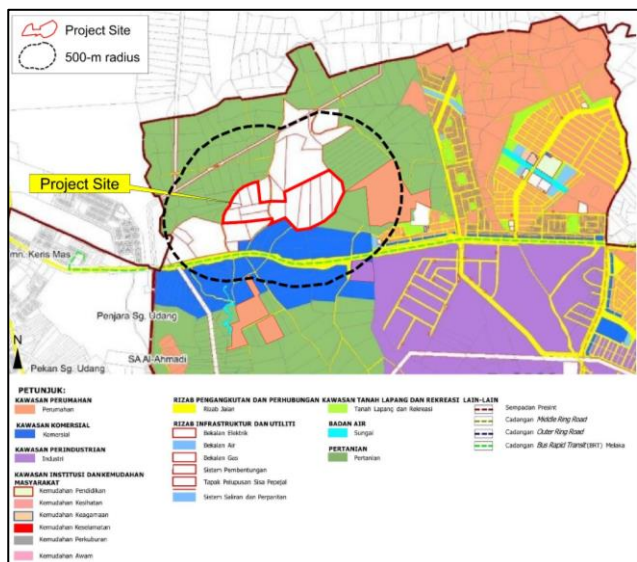 Project Site
500-m radius
Project Site
mn. Keris Mas
Penjara Sg. Udang
SA Al-Ahmadi
Pekan Sg. Udang
N
PETUNJUK:
KAWASAN PERUMAHAN
Perumahan
KAWASAN KOMERSIAL
Komersial
KAWASAN PERINDUSTRIAN
Industri
KAWASAN INSTITUSI DAN KEMUDAHAN
MASYARAKAT
Kemudahan Pendidikan
Kemudahan Kesihatan
Kemudahan Keagamaan
Kemudahan Keselamatan
Kemudahan Perkuburan
Kemudahan Awam
RIZAB PENGANGKUTAN DAN PERHUBUNGAN
Rizab Jalan
RIZAB INFRASTRUKTUR DAN UTILITI
Bekalan Elektrik
Bekalan Air
Bekalan Gas
Sistem Pembentungan
Tapak Pelupusan Sisa Pepejal
Sistem Saliran dan Perparitan
KAWASAN TANAH LAPANG DAN REKREASI
Tanah Lapang dan Rekreasi
BADAN AIR
Sungai
PERTANIAN
Pertanian
LAIN-LAIN
Sempadan Presint
Cadangan Middle Ring Road
Cadangan Outer Ring Road
Cadangan Bus Rapid Transit (BRT) Melaka